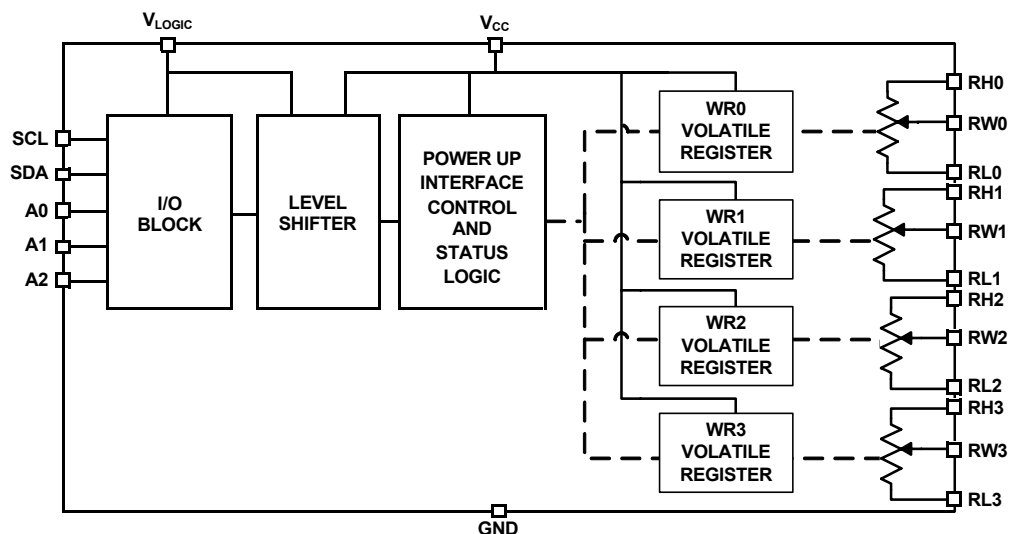 VLOGIC
VCC
SCL
SDA
A0
A1
A2
I/O
BLOCK
LEVEL
SHIFTER
POWER UP
INTERFACE
CONTROL
AND
STATUS
LOGIC
WR0
VOLATILE
REGISTER
WR1
VOLATILE
REGISTER
WR2
VOLATILE
REGISTER
WR3
VOLATILE
REGISTER
RH0
RW0
RL0
RH1
RW1
RL1
RH2
RW2
RL2
RH3
RW3
RL3
GND